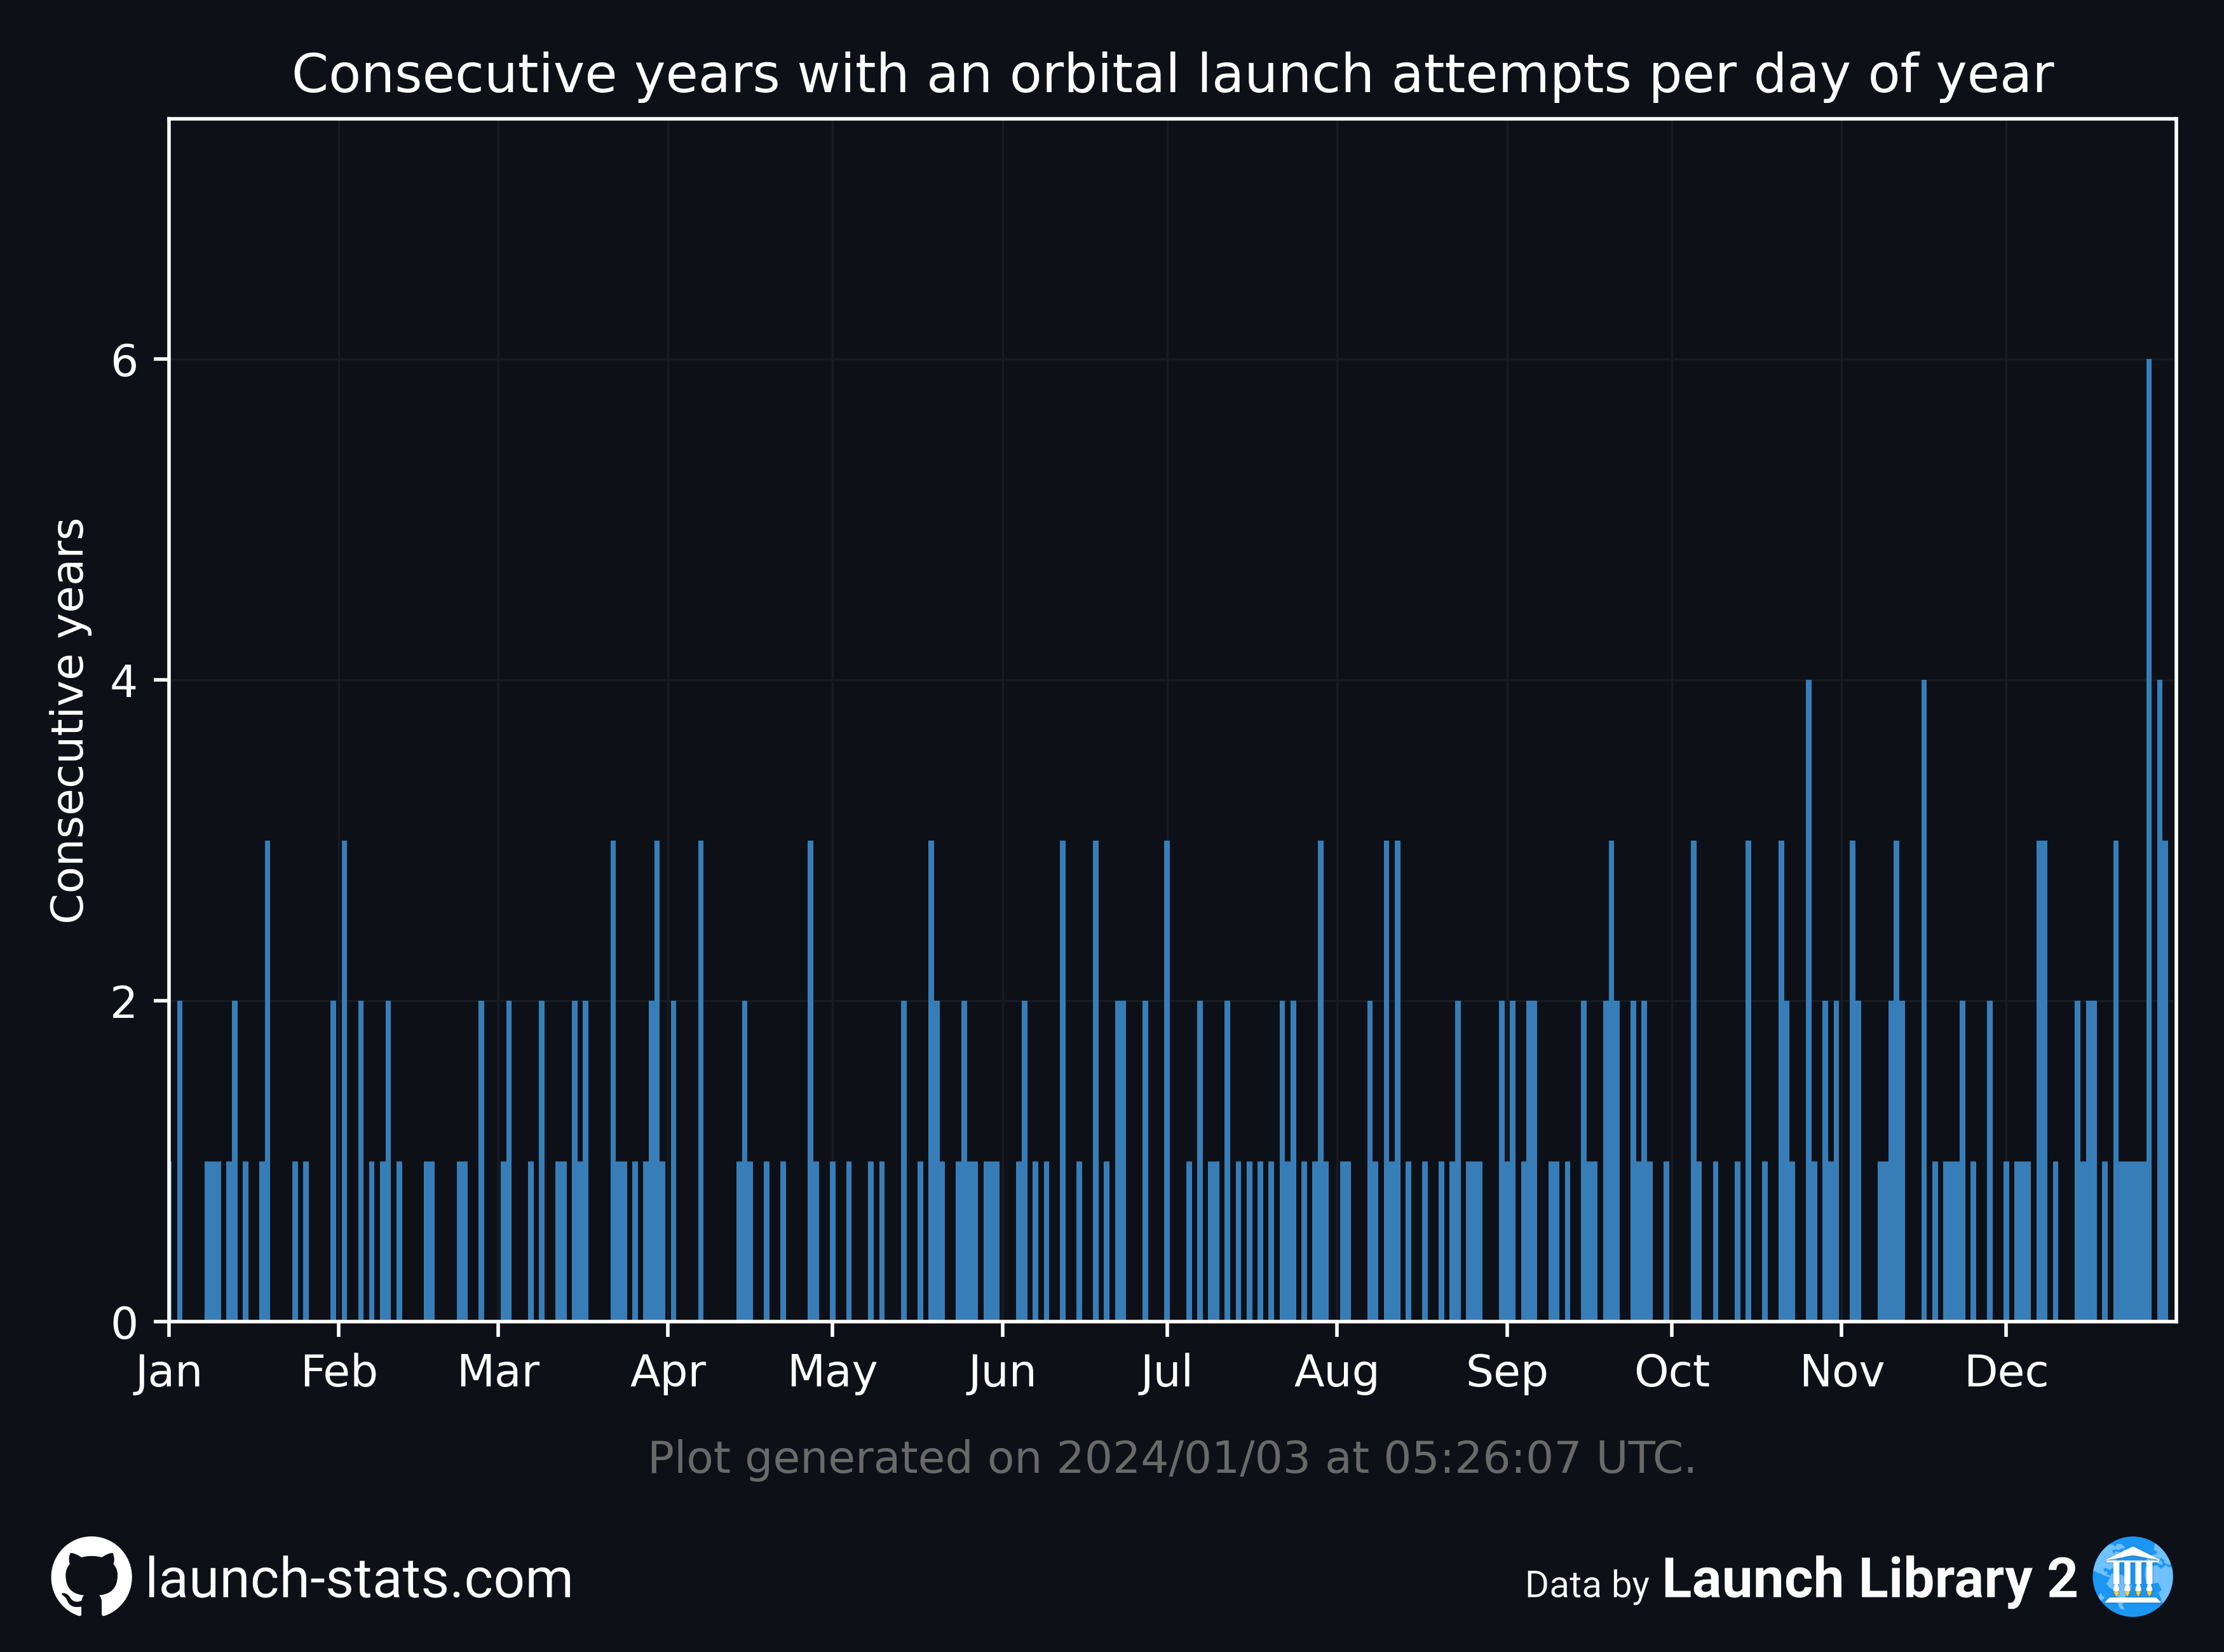 Consecutive years with an orbital launch attempts per day of year
Consecutive years
6
4
2
0
Jan Feb Mar Apr May Jun Jul Aug Sep Oct Nov Dec
Plot generated on 2024/01/03 at 05:26:07 UTC.
launch-stats.com
Data by Launch Library 2